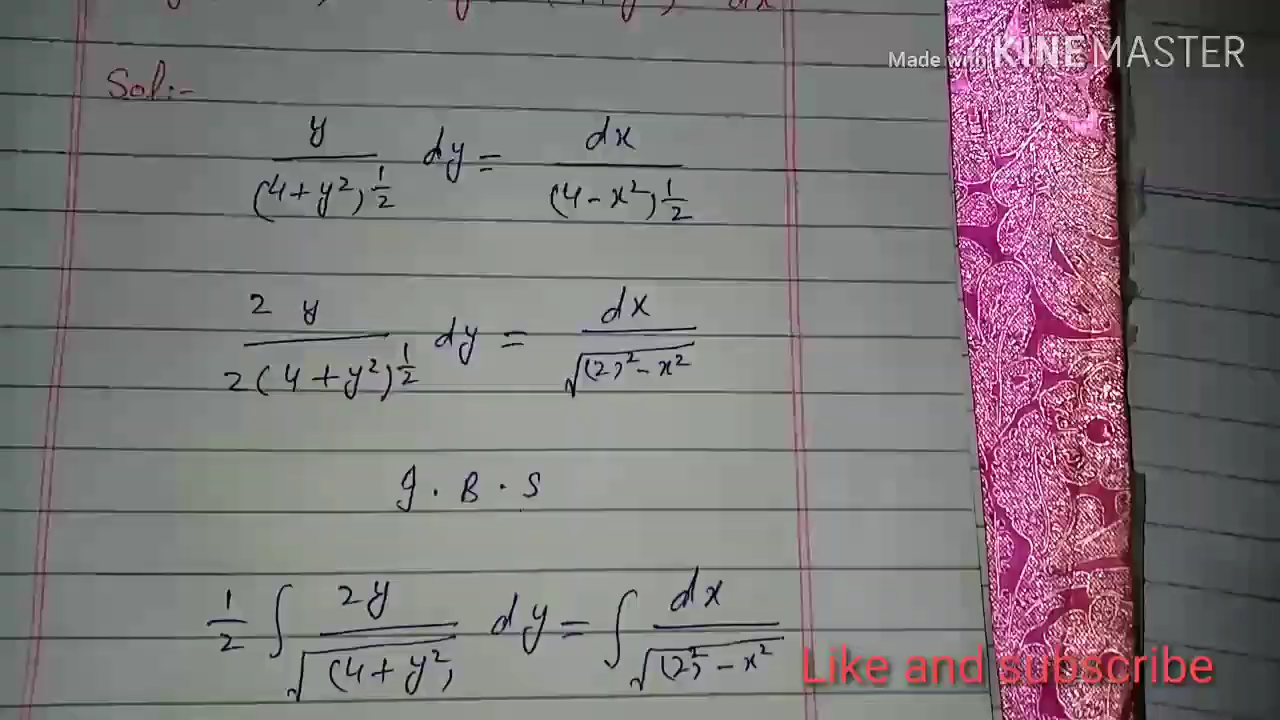 Made with KINEMASTER
Sol:-
y/(4+y²)^1/2 dy = dx/(4-x²)^1/2
2 y/2(4+y²)^1/2 dy = dx/√(2)²-x²
I.B.S
1/2 ∫ 2y/√(4+y²) dy = ∫ dx/√(2)²-x²
Like and subscribe